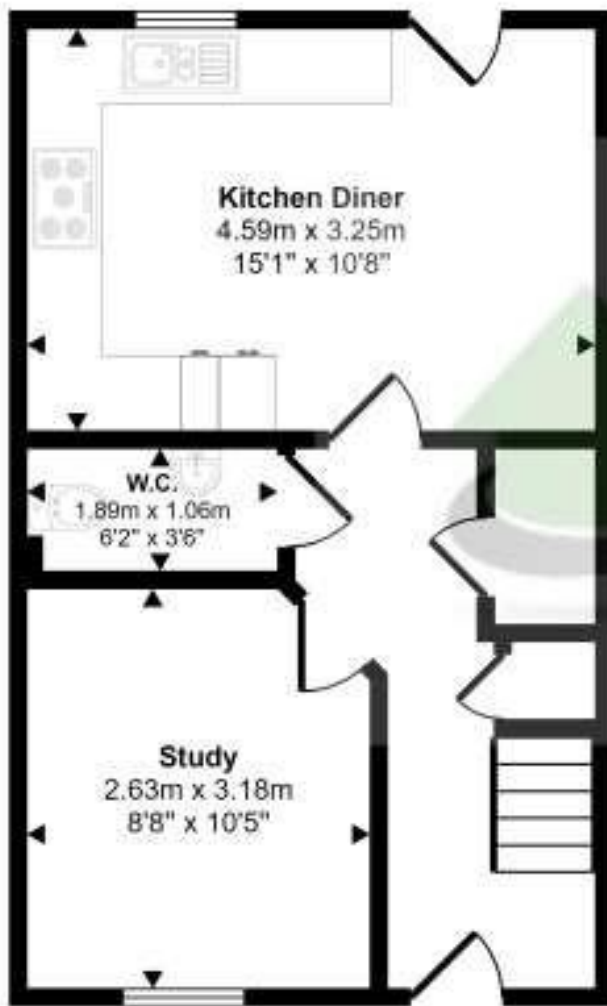 Kitchen Diner
4.59m x 3.25m
15'1" x 10'8"
W.C.
1.89m x 1.06m
6'2" x 3'6"
Study
2.63m x 3.18m
8'8" x 10'5"